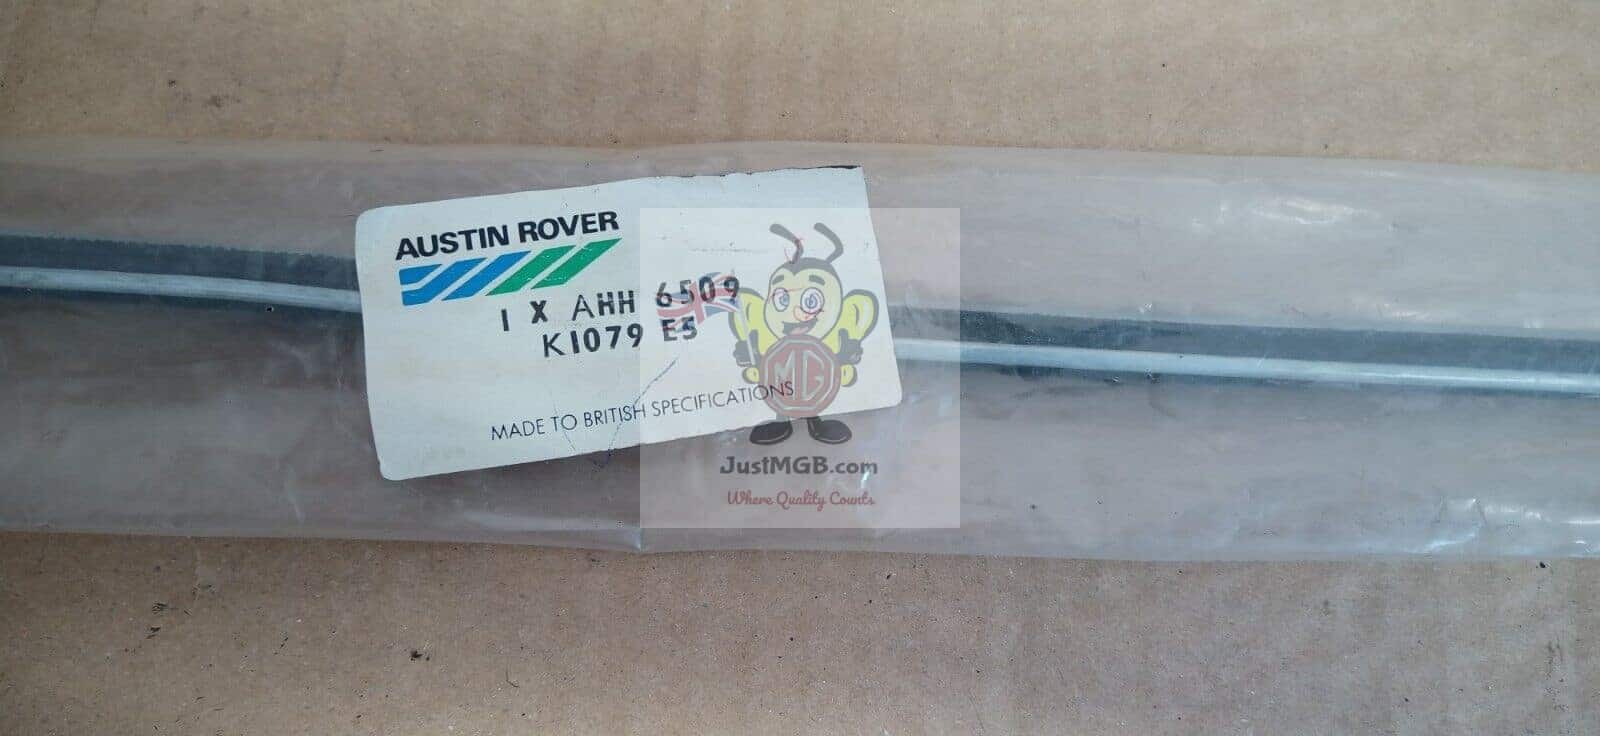 AUSTIN ROVER
1 X AHH 6509
K1079 E5
MADE TO BRITISH SPECIFICATIONS
MG
JustMGB.com
Where Quality Counts